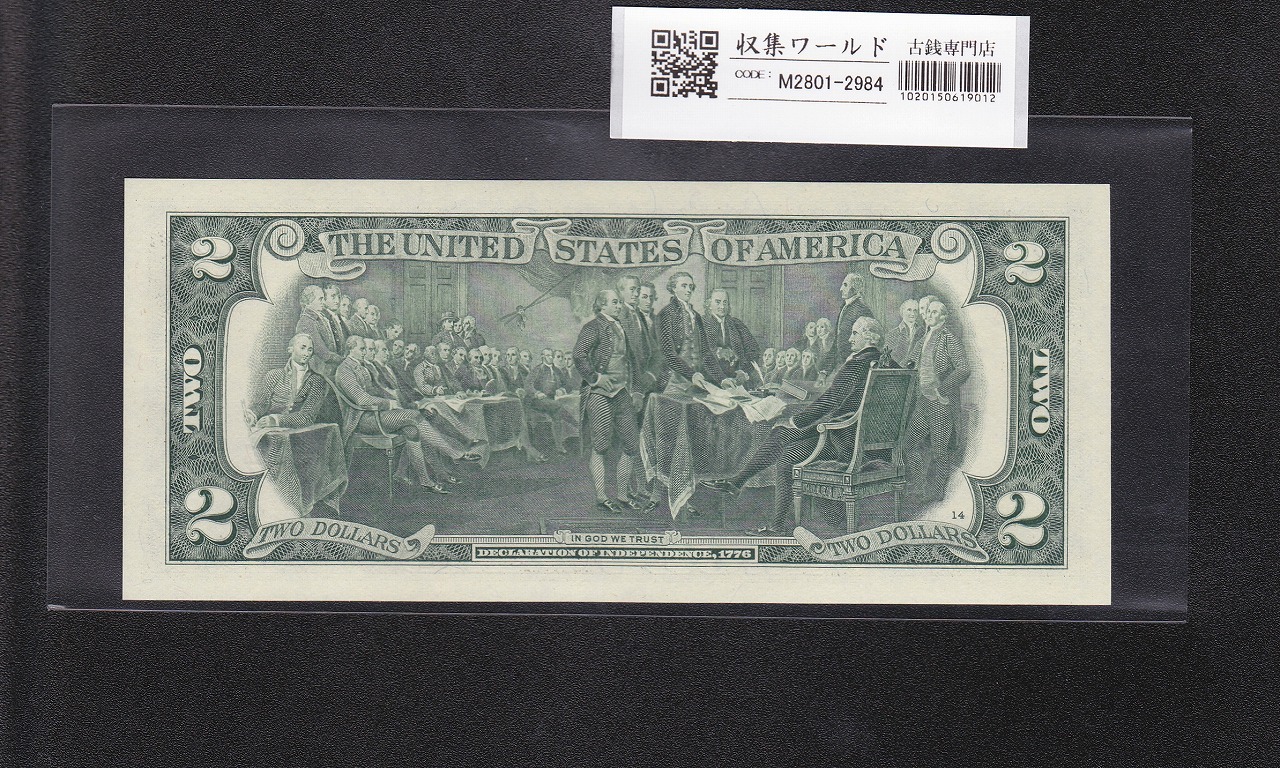 収集ワールド 古銭専門店
CODE: M2801-2984
1020150619012
2 THE UNITED STATES OF AMERICA 2
TWO TWO
14
2 TWO DOLLARS TWO DOLLARS 2
IN GOD WE TRUST
DECLARATION OF INDEPENDENCE, 1776